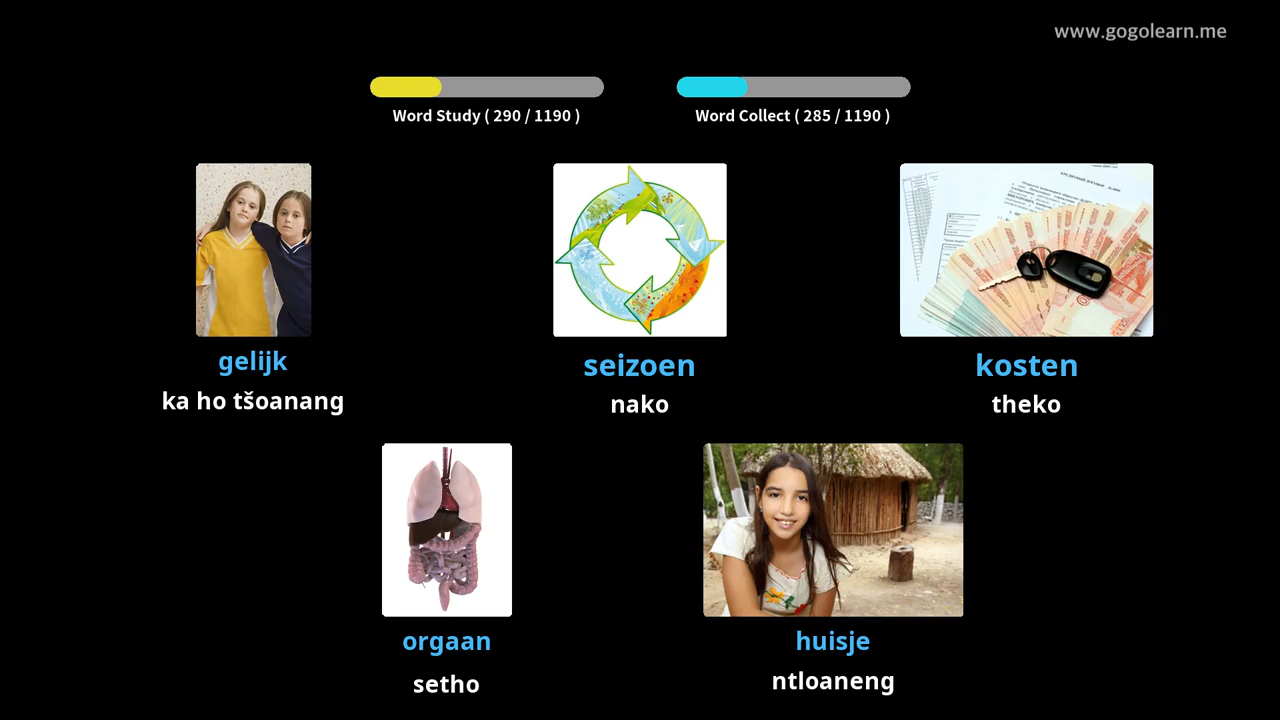 www.gogolearn.me
Word Study ( 290 / 1190 )
Word Collect ( 285 / 1190 )
gelijk
ka ho tšoanang
seizoen
nako
kosten
theko
orgaan
setho
huisje
ntloaneng